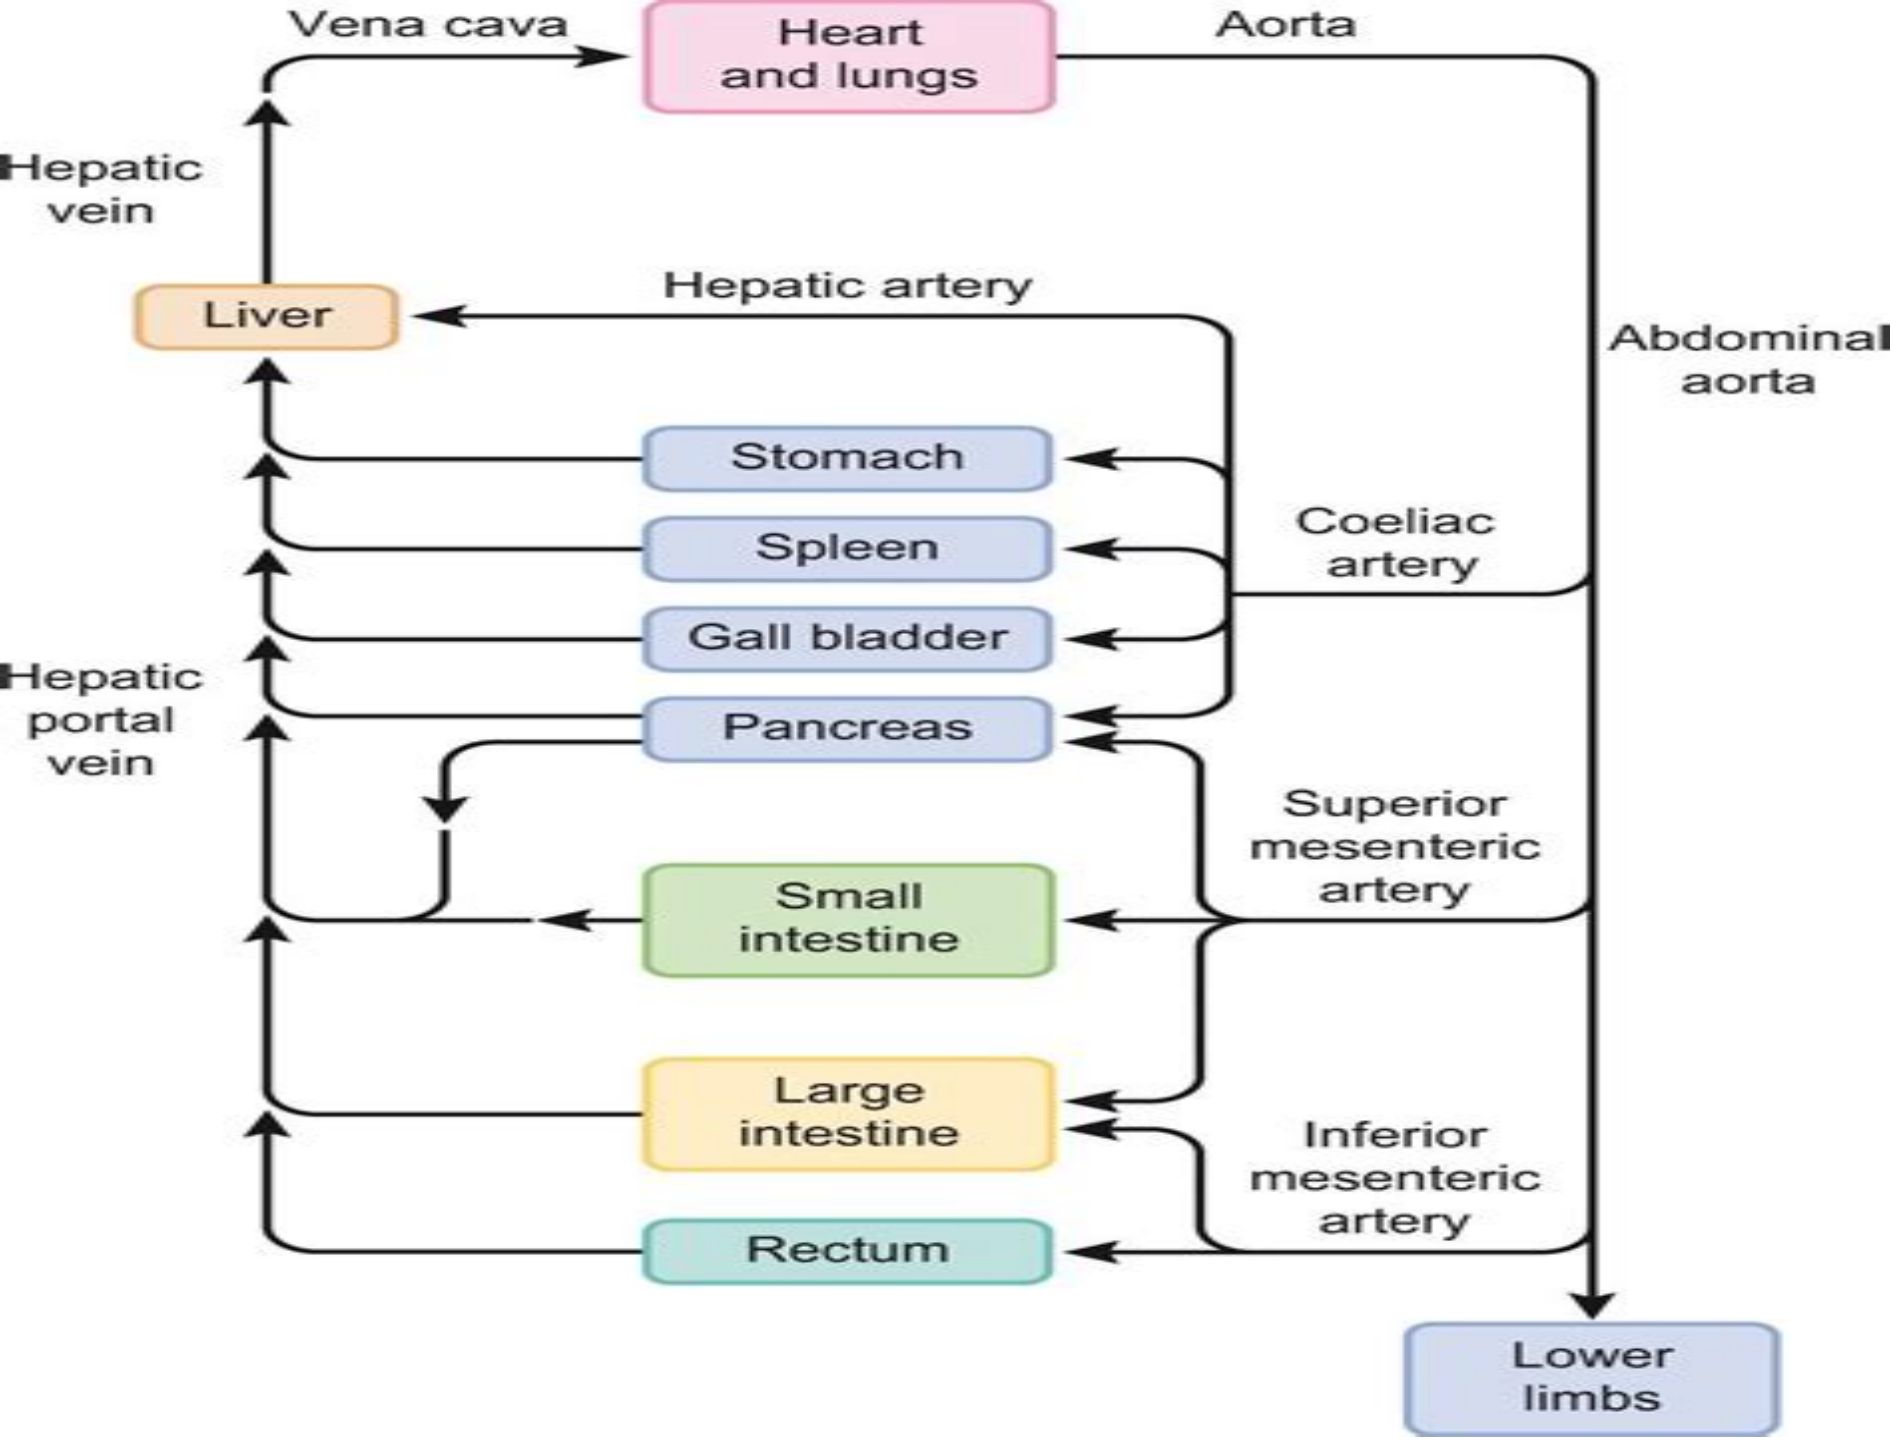 Vena cava
Heart
and lungs
Aorta
Hepatic
vein
Hepatic artery
Liver
Abdominal
aorta
Stomach
Coeliac
artery
Spleen
Gall bladder
Hepatic
portal
vein
Pancreas
Superior
mesenteric
artery
Small
intestine
Large
intestine
Inferior
mesenteric
artery
Rectum
Lower
limbs